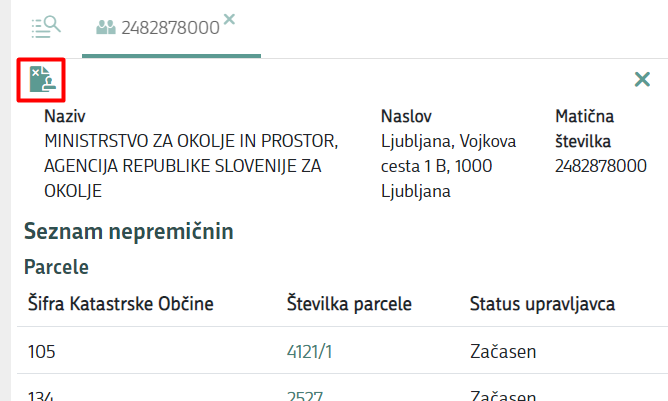 2482878000
Naziv Naslov Matična
MINISTRSTVO ZA OKOLJE IN PROSTOR, Ljubljana, Vojkova številka
AGENCIJA REPUBLIKE SLOVENIJE ZA cesta 1 B, 1000 2482878000
OKOLJE Ljubljana
Seznam nepremičnin
Parcele
Šifra Katastrske Občine Številka parcele Status upravljavca
105 4121/1 Začasen
134 2527 Začasen